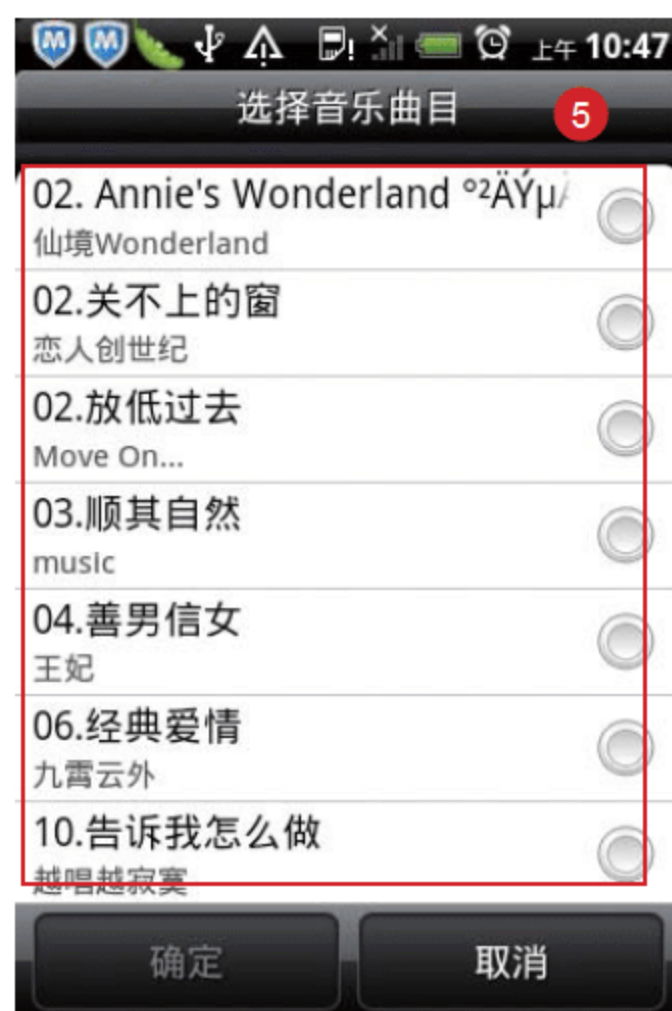 上午 10:47
选择音乐曲目
5
02. Annie's Wonderland °²ÄÝµ
仙境Wonderland
02.关不上的窗
恋人创世纪
02.放低过去
Move On...
03.顺其自然
music
04.善男信女
王妃
06.经典爱情
九霄云外
10.告诉我怎么做
越唱越寂寞
确定
取消